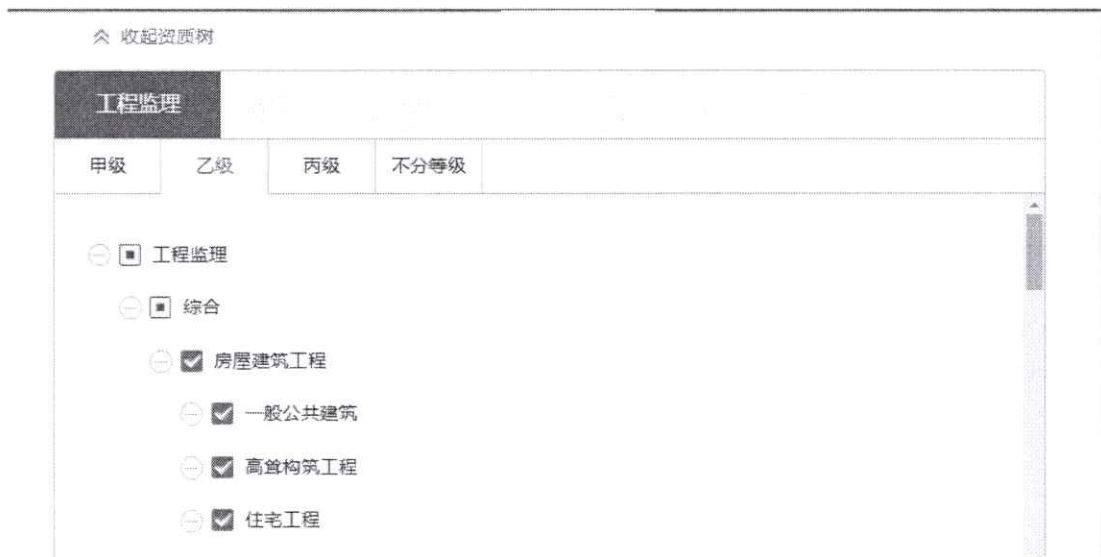 收起资质树
工程监理
甲级 乙级 丙级 不分等级
工程监理
综合
房屋建筑工程
一般公共建筑
高耸构筑工程
住宅工程